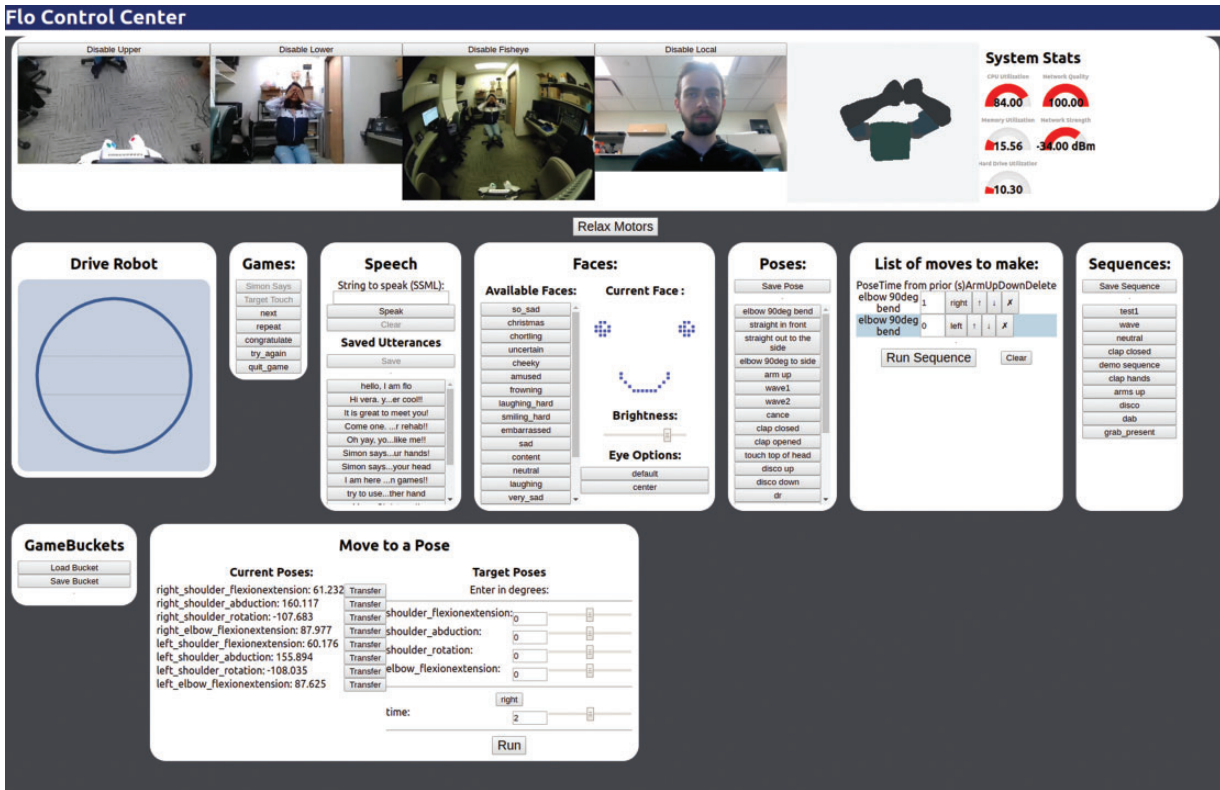 Flo Control Center
Disable Upper
Disable Lower
Disable Fisheye
Disable Local
System Stats
CPU Utilization
Network Quality
84.00
100.00
Memory Utilization
Network Strength
15.56
-34.00 dBm
Hard Drive Utilization
10.30
Relax Motors
Drive Robot
Games:
Simon Says
Target Touch
next
repeat
congratulate
try_again
quit_game
Speech
String to speak (SSML):
Speak
Clear
Saved Utterances
Save
hello, I am flo
Hi vera. y...er cool!!
It is great to meet you!
Come one. ...r rehab!!
Oh yay, yo...like me!!
Simon says...ur hands!
Simon says...your head
I am here ...n games!!
try to use...ther hand
Faces:
Available Faces:
so_sad
christmas
chortling
uncertain
cheeky
amused
frowning
laughing_hard
smiling_hard
embarrassed
sad
content
neutral
laughing
very_sad
Current Face :
Brightness:
Eye Options:
default
center
Poses:
Save Pose
elbow 90deg bend
straight in front
straight out to the
side
elbow 90deg to side
arm up
wave1
wave2
cance
clap closed
clap opened
touch top of head
disco up
disco down
dr
List of moves to make:
PoseTime from prior (s)ArmUpDownDelete
elbow 90deg bend 1 right ↑ ↓ ✗
elbow 90deg bend 0 left ↑ ↓ ✗
Run Sequence
Clear
Sequences:
Save Sequence
test1
wave
neutral
clap closed
demo sequence
clap hands
arms up
disco
dab
grab_present
GameBuckets
Load Bucket
Save Bucket
Move to a Pose
Current Poses:
right_shoulder_flexionextension: 61.232 Transfer
right_shoulder_abduction: 160.117 Transfer
right_shoulder_rotation: -107.683 Transfer
right_elbow_flexionextension: 87.977 Transfer
left_shoulder_flexionextension: 60.176 Transfer
left_shoulder_abduction: 155.894 Transfer
left_shoulder_rotation: -108.035 Transfer
left_elbow_flexionextension: 87.625 Transfer
Target Poses
Enter in degrees:
shoulder_flexionextension: 0
shoulder_abduction: 0
shoulder_rotation: 0
elbow_flexionextension: 0
right
time: 2
Run